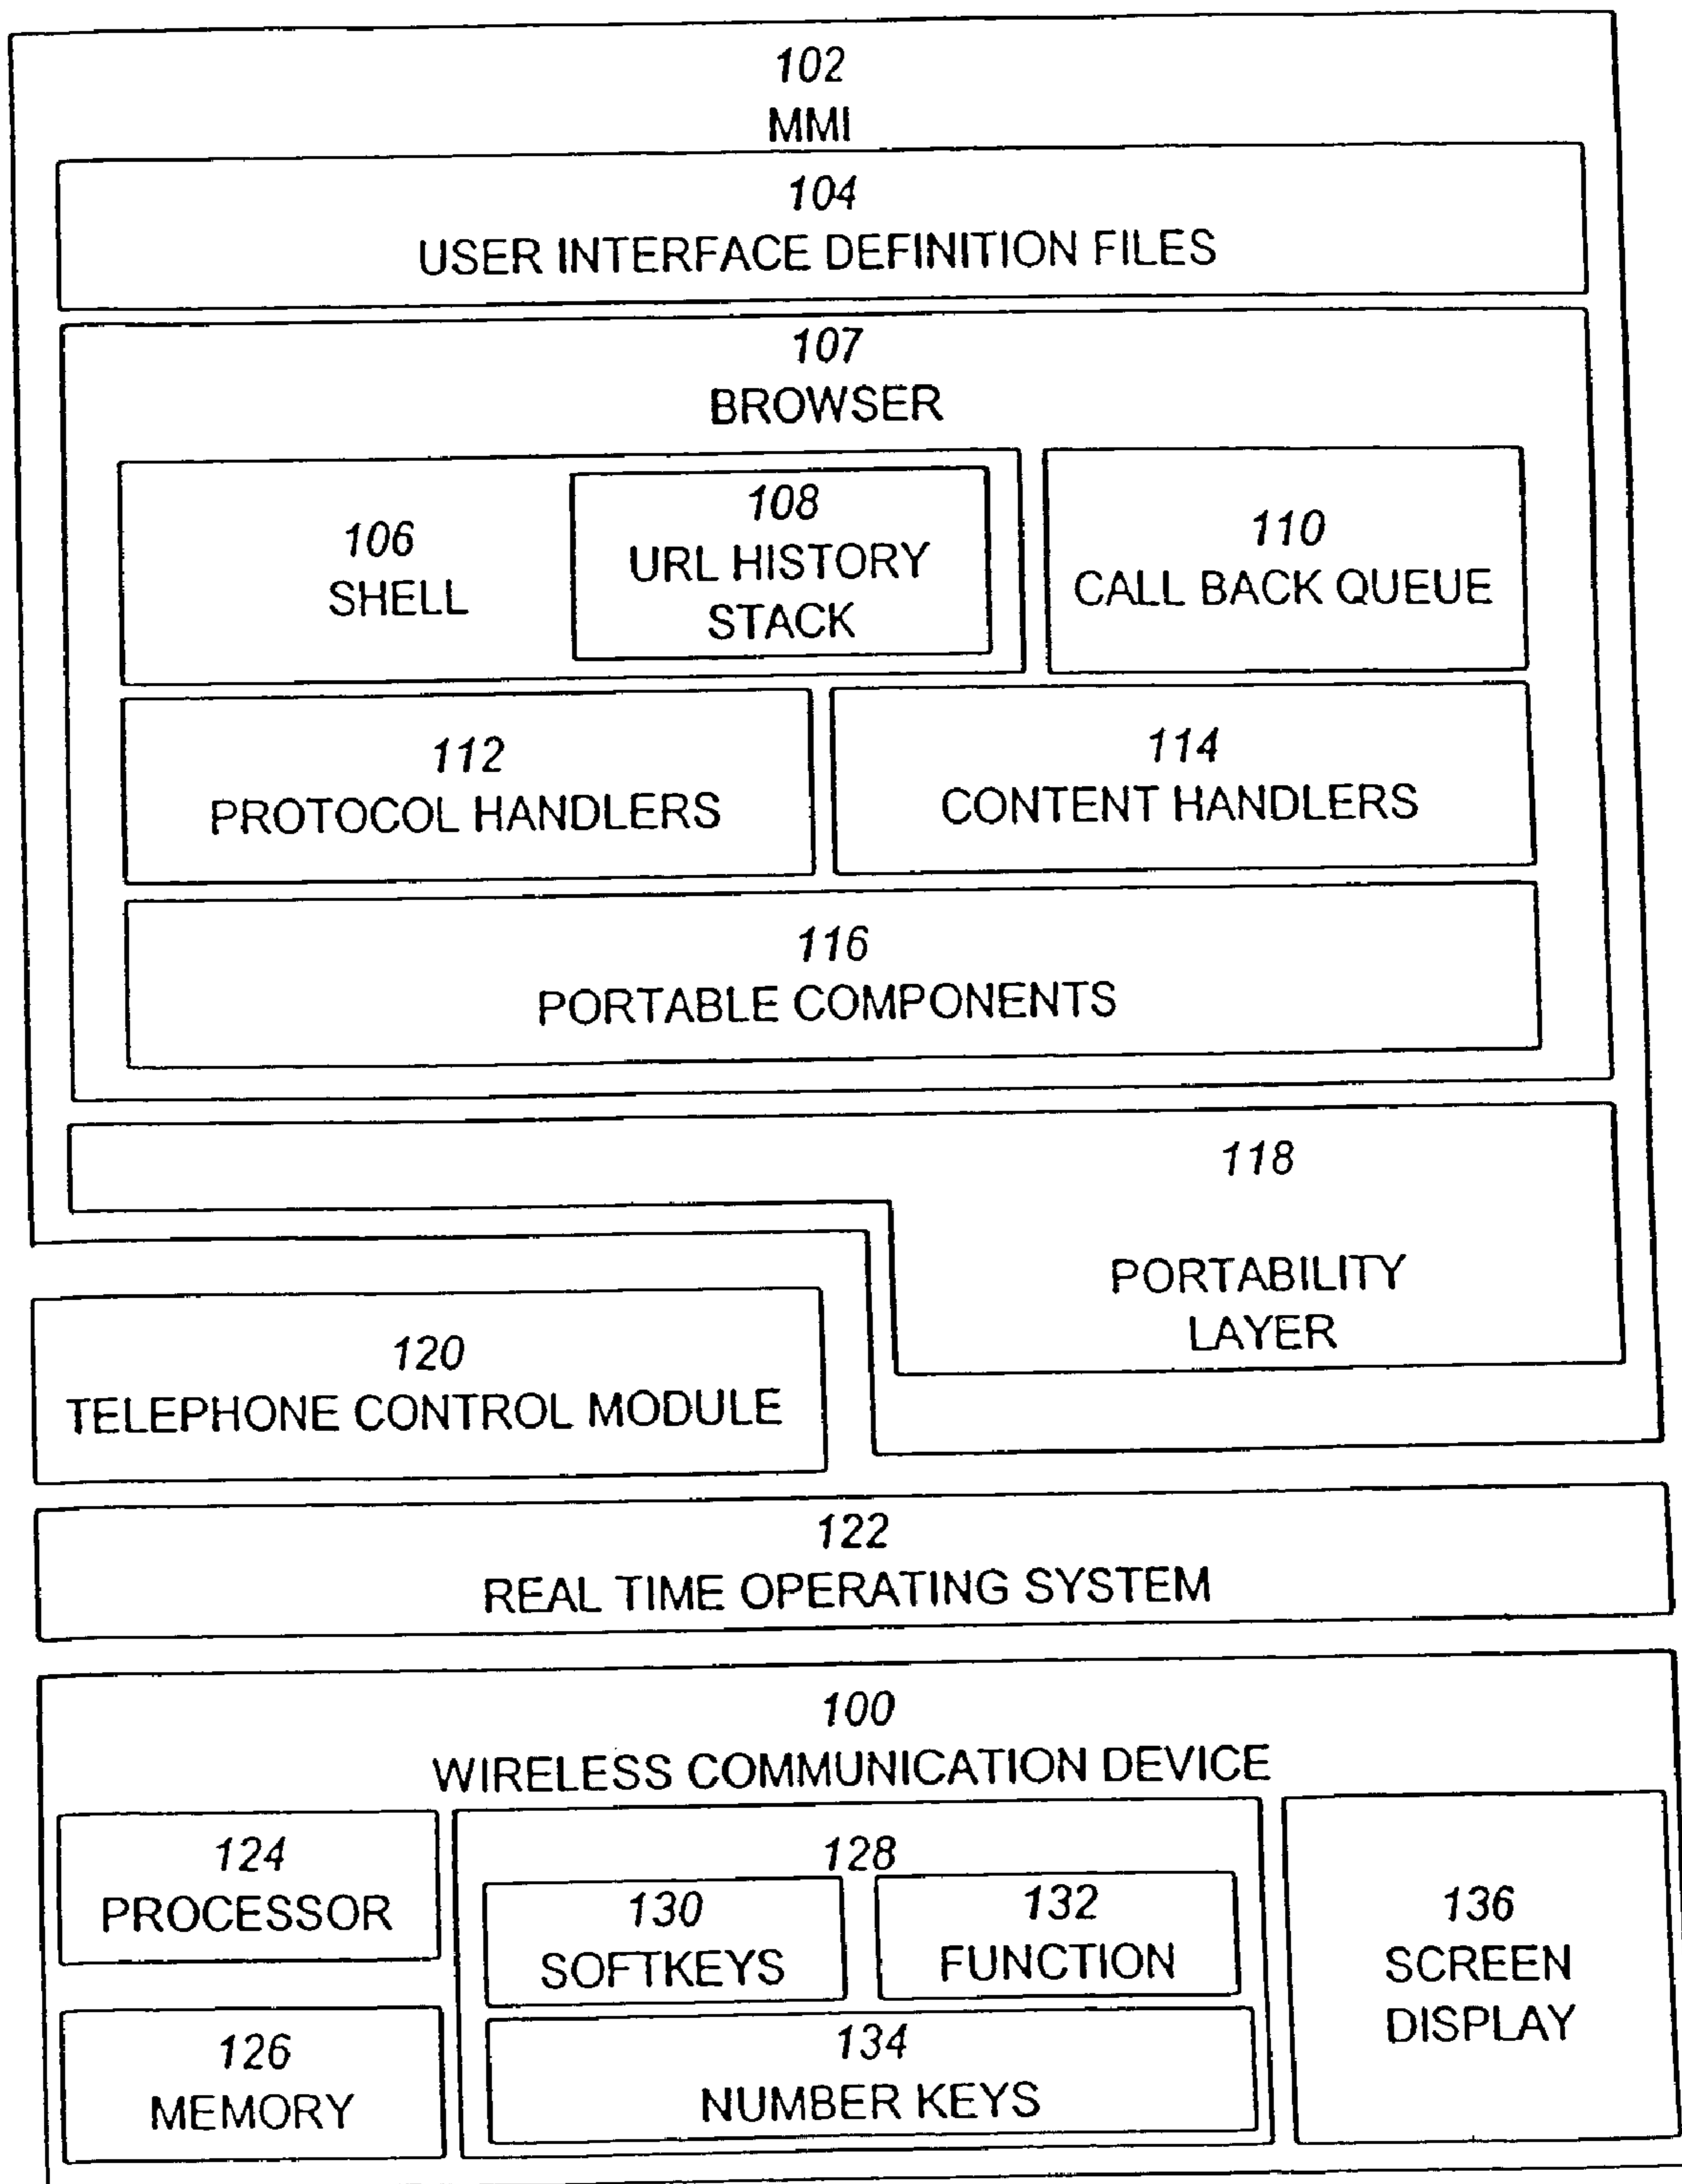 102
MMI
104
USER INTERFACE DEFINITION FILES
107
BROWSER
106
SHELL
108
URL HISTORY
STACK
110
CALL BACK QUEUE
112
PROTOCOL HANDLERS
114
CONTENT HANDLERS
116
PORTABLE COMPONENTS
118
PORTABILITY
LAYER
120
TELEPHONE CONTROL MODULE
122
REAL TIME OPERATING SYSTEM
100
WIRELESS COMMUNICATION DEVICE
124
PROCESSOR
126
MEMORY
128
130
SOFTKEYS
132
FUNCTION
134
NUMBER KEYS
136
SCREEN
DISPLAY